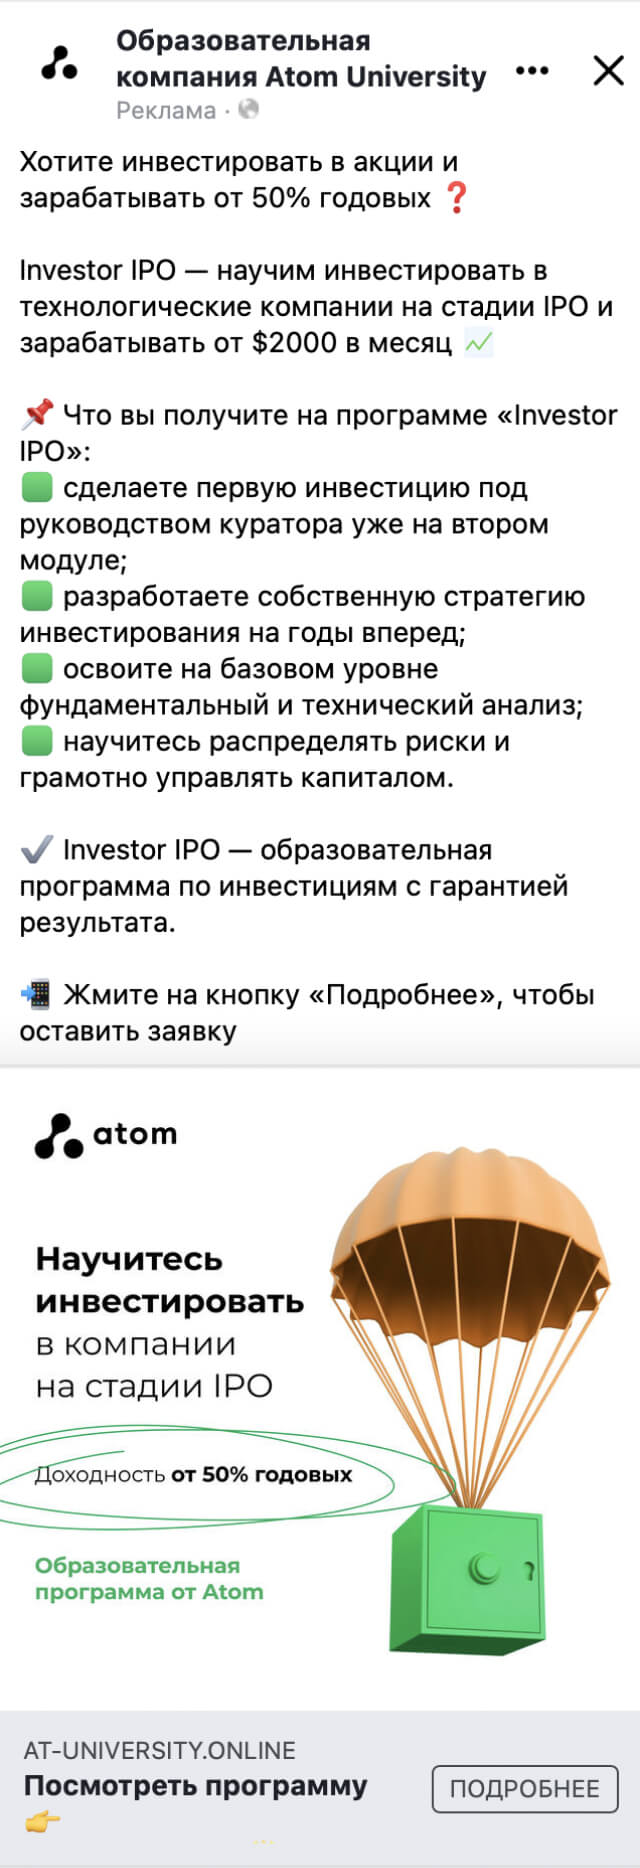 Образовательная
компания Atom University
Реклама ·
Хотите инвестировать в акции и
зарабатывать от 50% годовых ❓
Investor IPO — научим инвестировать в
технологические компании на стадии IPO и
зарабатывать от $2000 в месяц 📈
📌 Что вы получите на программе «Investor
IPO»:
🟩 сделаете первую инвестицию под
руководством куратора уже на втором
модуле;
🟩 разработаете собственную стратегию
инвестирования на годы вперед;
🟩 освоите на базовом уровне
фундаментальный и технический анализ;
🟩 научитесь распределять риски и
грамотно управлять капиталом.
✔️ Investor IPO — образовательная
программа по инвестициям с гарантией
результата.
📲 Жмите на кнопку «Подробнее», чтобы
оставить заявку
atom
Научитесь
инвестировать
в компании
на стадии IPO
Доходность от 50% годовых
Образовательная
программа от Atom
AT-UNIVERSITY.ONLINE
Посмотреть программу
👉
ПОДРОБНЕЕ